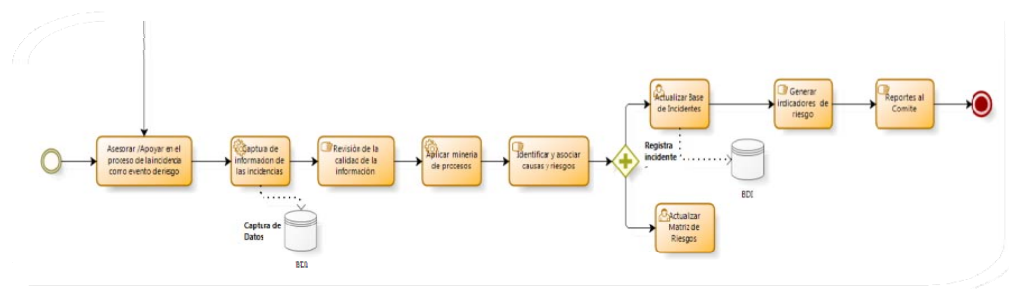 Asesorar /Apoyar en el
proceso de la incidencia
como evento de riesgo
Captura de
informacion de
las incidencias
Revisión de la
calidad de la
información
Aplicar mineria
de procesos
Identificar y asociar
causas y riesgos
Actualizar Base
de Incidentes
Generar
indicadores de
riesgo
Reportes al
Comite
Registra
incidente
Actualizar
Matriz de
Riesgos
Captura de
Datos